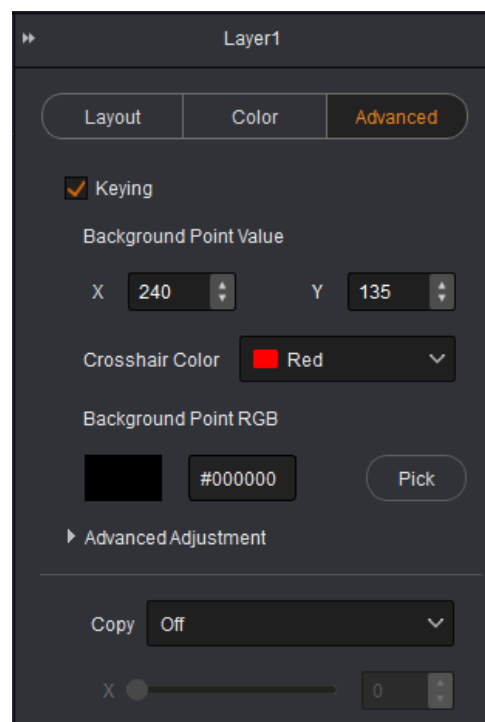 Layer1
Layout Color Advanced
Keying
Background Point Value
X 240 Y 135
Crosshair Color Red
Background Point RGB
#000000 Pick
Advanced Adjustment
Copy Off
X 0